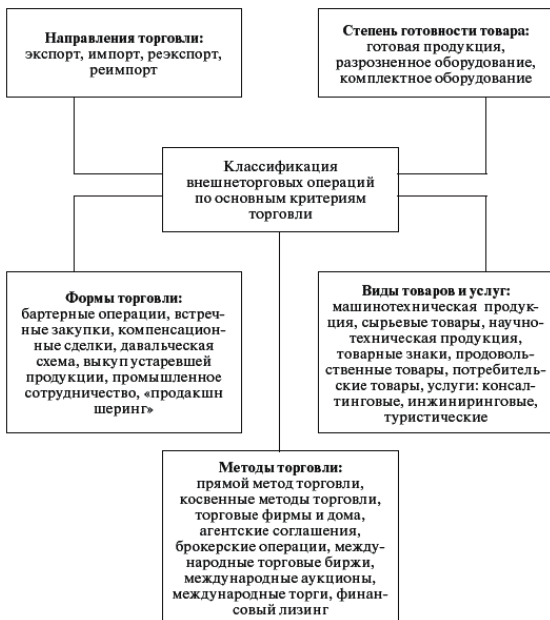 Направления торговли:
экспорт, импорт, реэкспорт,
реимпорт
Степень готовности товара:
готовая продукция,
разрозненное оборудование,
комплектное оборудование
Классификация
внешнеторговых операций
по основным критериям
торговли
Формы торговли:
бартерные операции, встреч-
ные закупки, компенсацион-
ные сделки, давальческая
схема, выкуп устаревшей
продукции, промышленное
сотрудничество, «продакшн
шеринг»
Виды товаров и услуг:
машинотехническая продук-
ция, сырьевые товары, научно-
техническая продукция,
товарные знаки, продоволь-
ственные товары, потребитель-
ские товары, услуги: консал-
тинговые, инжиниринговые,
туристические
Методы торговли:
прямой метод торговли,
косвенные методы торговли,
торговые фирмы и дома,
агентские соглашения,
брокерские операции, между-
народные торговые биржи,
международные аукционы,
международные торги, финан-
совый лизинг